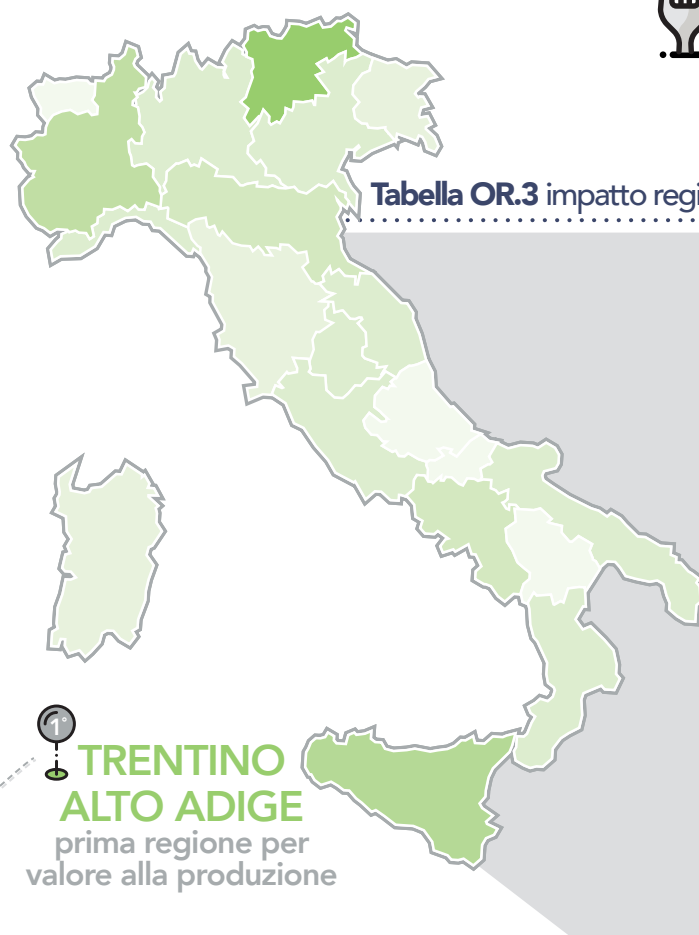 Tabella OR.3 impatto regi
1°
TRENTINO
ALTO ADIGE
prima regione per
valore alla produzione